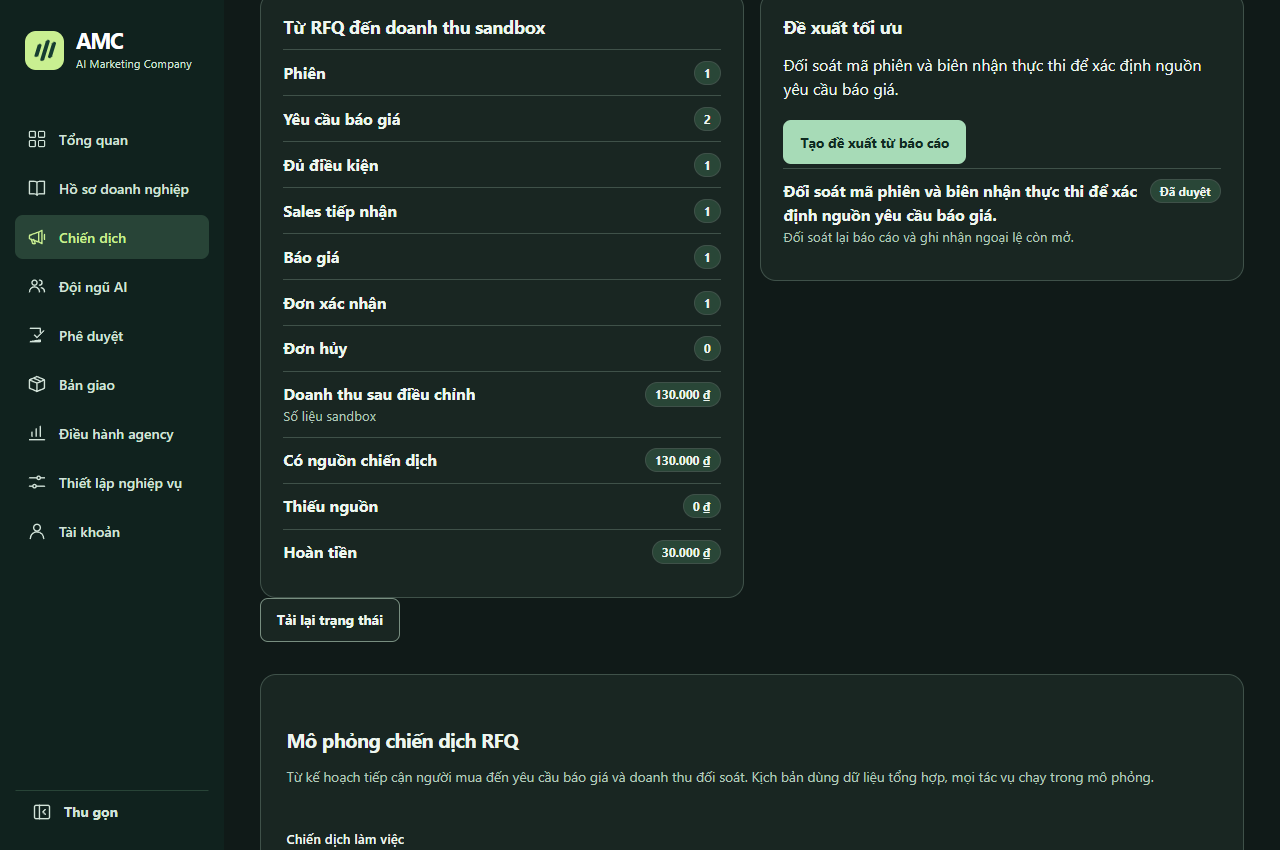 AMC
AI Marketing Company
Tổng quan
Hồ sơ doanh nghiệp
Chiến dịch
Đội ngũ AI
Phê duyệt
Bản giao
Điều hành agency
Thiết lập nghiệp vụ
Tài khoản
Thu gọn
Từ RFQ đến doanh thu sandbox
Phiên 1
Yêu cầu báo giá 2
Đủ điều kiện 1
Sales tiếp nhận 1
Báo giá 1
Đơn xác nhận 1
Đơn hủy 0
Doanh thu sau điều chỉnh 130.000 ₫
Số liệu sandbox
Có nguồn chiến dịch 130.000 ₫
Thiếu nguồn 0 ₫
Hoàn tiền 30.000 ₫
Tải lại trạng thái
Đề xuất tối ưu
Đối soát mã phiên và biên nhận thực thi để xác định nguồn
yêu cầu báo giá.
Tạo đề xuất từ báo cáo
Đối soát mã phiên và biên nhận thực thi để xác Đã duyệt
định nguồn yêu cầu báo giá.
Đối soát lại báo cáo và ghi nhận ngoại lệ còn mở.
Mô phỏng chiến dịch RFQ
Từ kế hoạch tiếp cận người mua đến yêu cầu báo giá và doanh thu đối soát. Kịch bản dùng dữ liệu tổng hợp, mọi tác vụ chạy trong mô phỏng.
Chiến dịch làm việc